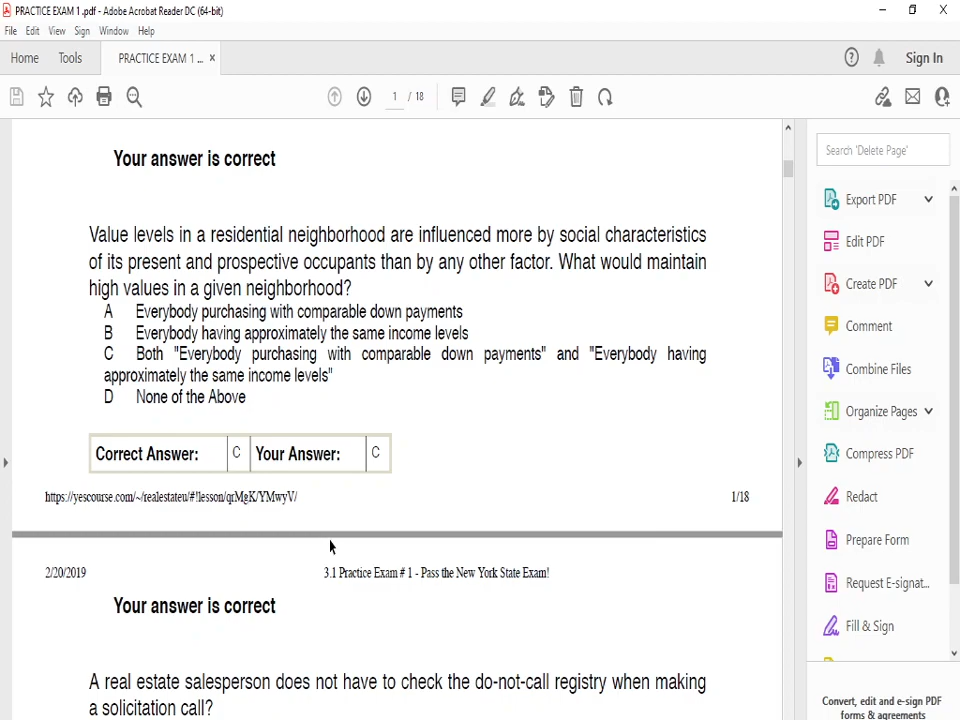 PRACTICE EXAM 1 .pdf - Adobe Acrobat Reader DC (64-bit)
File Edit View Sign Window Help
Home Tools PRACTICE EXAM 1 ... × Sign In
1 / 18
Your answer is correct
Value levels in a residential neighborhood are influenced more by social characteristics
of its present and prospective occupants than by any other factor. What would maintain
high values in a given neighborhood?
A Everybody purchasing with comparable down payments
B Everybody having approximately the same income levels
C Both "Everybody purchasing with comparable down payments" and "Everybody having
approximately the same income levels"
D None of the Above
Correct Answer: C Your Answer: C
https://yescourse.com/~/realestateu/#!lesson/qrMgK/YMwyV/ 1/18
2/20/2019 3.1 Practice Exam # 1 - Pass the New York State Exam!
Your answer is correct
A real estate salesperson does not have to check the do-not-call registry when making
a solicitation call?
Search 'Delete Page'
Export PDF
Edit PDF
Create PDF
Comment
Combine Files
Organize Pages
Compress PDF
Redact
Prepare Form
Request E-signat...
Fill & Sign
Convert, edit and e-sign PDF
forms & agreements